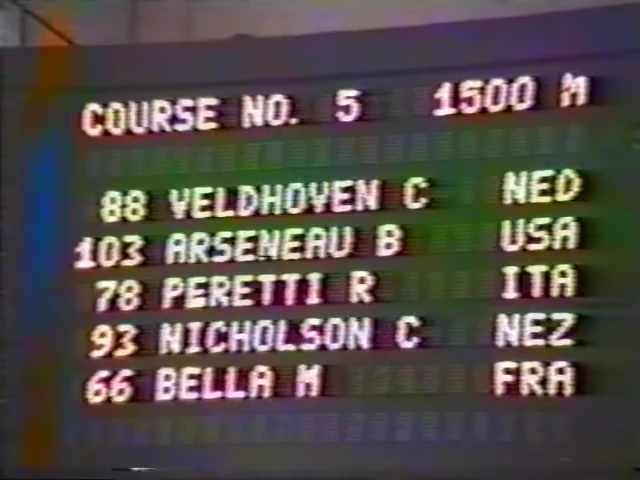 COURSE NO. 5 1500 M
88 VELDHOVEN C NED
103 ARSENEAU B USA
78 PERETTI R ITA
93 NICHOLSON C NEZ
66 BELLA M FRA